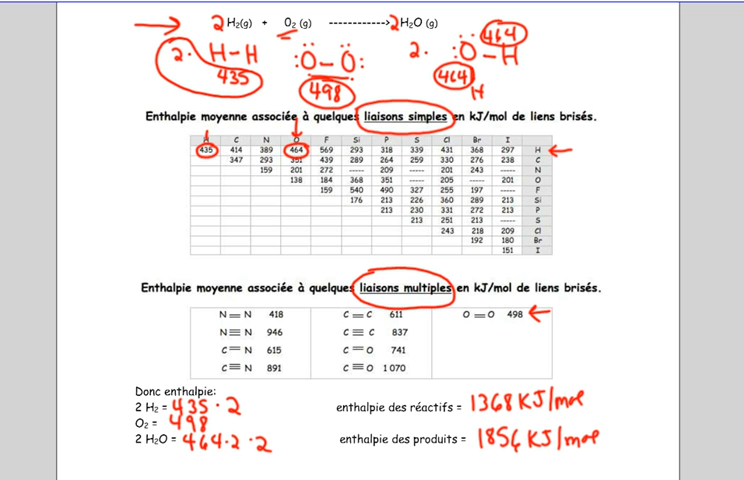 2 H₂(g) + O₂ (g) ------------> 2 H₂O (g)
2· H–H :Ö–Ö: 2· :Ö–H 464
435 498 464 H
Enthalpie moyenne associée à quelques liaisons simples en kJ/mol de liens brisés.
H C N O F Si P S Cl Br I
435 414 389 464 569 293 318 339 431 368 297 H
347 293 351 439 289 264 259 330 276 238 C
159 201 272 ----- 209 ----- 201 243 ----- N
138 184 368 351 ----- 205 ----- 201 O
159 540 490 327 255 197 ----- F
176 213 226 360 289 213 Si
213 230 331 272 213 P
213 251 213 ----- S
243 218 209 Cl
192 180 Br
151 I
Enthalpie moyenne associée à quelques liaisons multiples en kJ/mol de liens brisés.
N═N 418 C═C 611 O═O 498
N≡N 946 C≡C 837
C═N 615 C═O 741
C≡N 891 C≡O 1 070
Donc enthalpie:
2 H₂ = 435 · 2 enthalpie des réactifs = 1368 KJ/mol
O₂ = 498
2 H₂O = 464·2 ·2 enthalpie des produits = 1856 KJ/mol